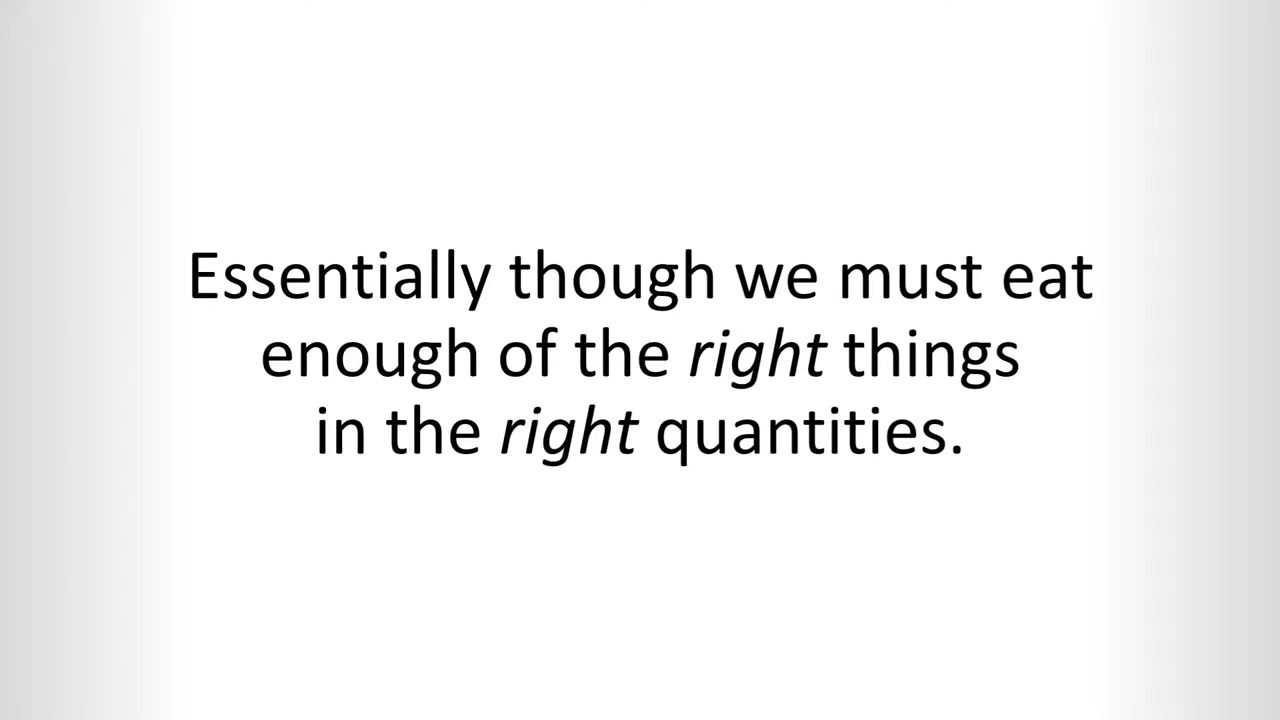 Essentially though we must eat
enough of the right things
in the right quantities.